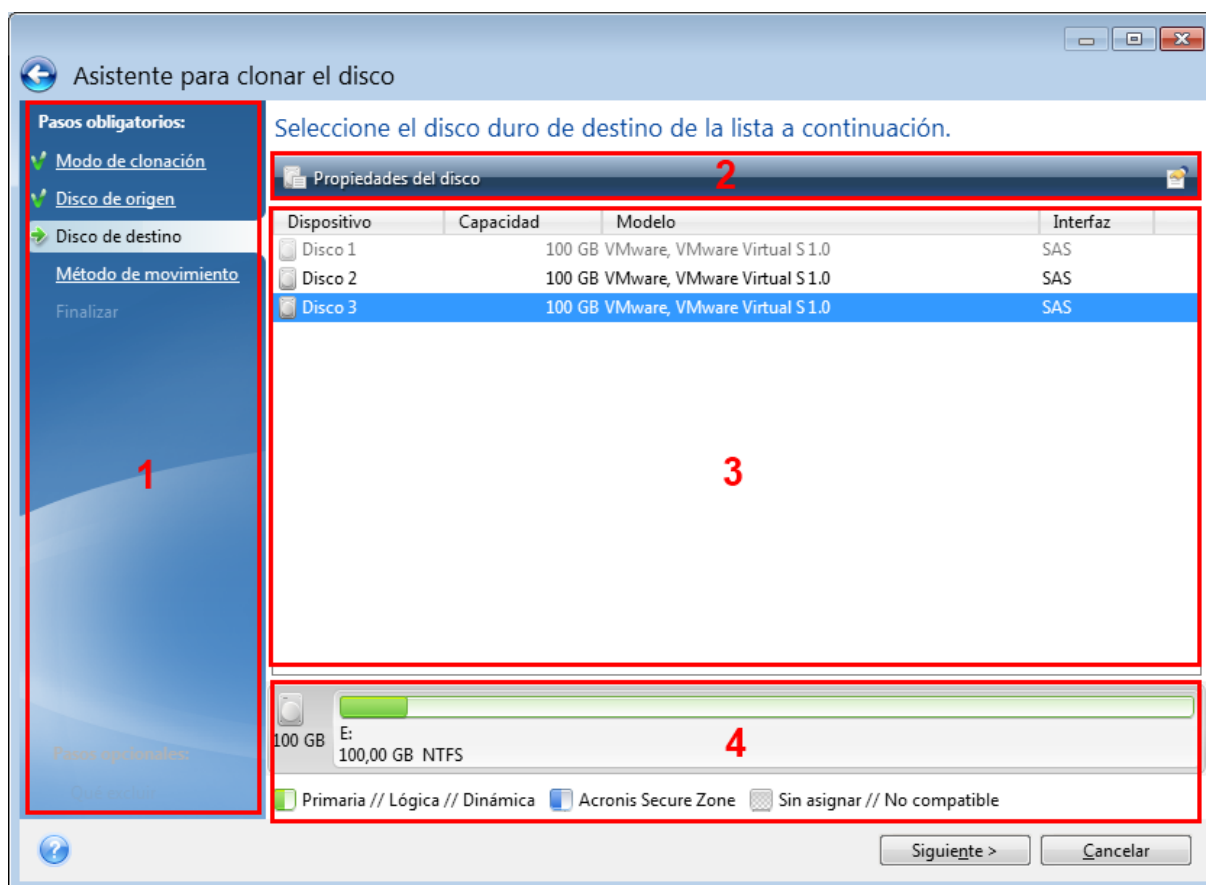 Asistente para clonar el disco
Pasos obligatorios:
Modo de clonación
Disco de origen
Disco de destino
Método de movimiento
Finalizar
1
Pasos opcionales:
Qué excluir
Seleccione el disco duro de destino de la lista a continuación.
Propiedades del disco
2
Dispositivo Capacidad Modelo Interfaz
Disco 1 100 GB VMware, VMware Virtual S 1.0 SAS
Disco 2 100 GB VMware, VMware Virtual S 1.0 SAS
Disco 3 100 GB VMware, VMware Virtual S 1.0 SAS
3
100 GB
E:
100,00 GB NTFS
4
Primaria // Lógica // Dinámica Acronis Secure Zone Sin asignar // No compatible
Siguiente > Cancelar